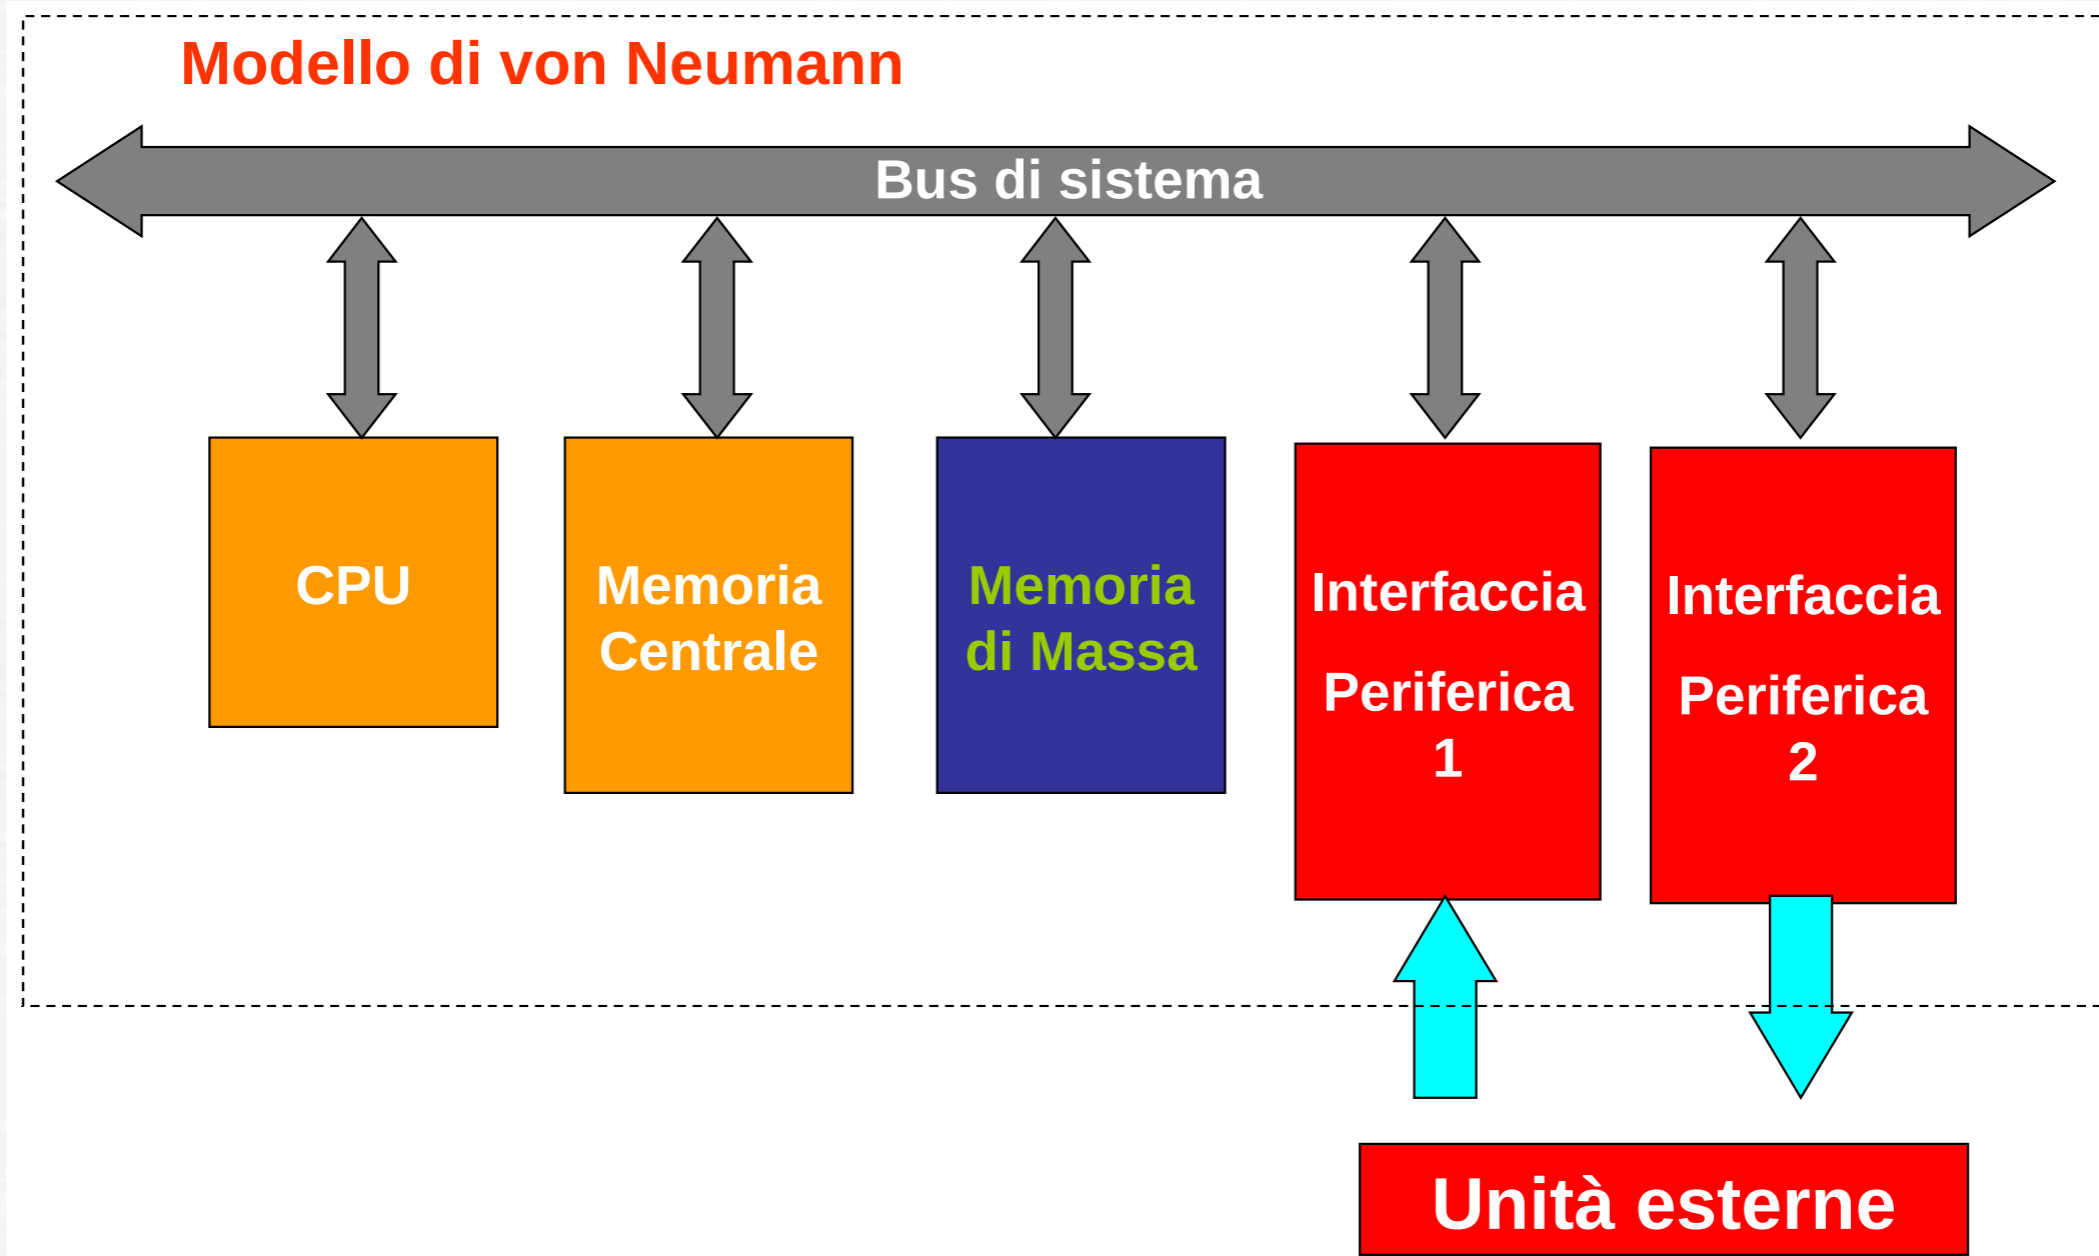 Modello di von Neumann
Bus di sistema
CPU
Memoria
Centrale
Memoria
di Massa
Interfaccia
Periferica
1
Interfaccia
Periferica
2
Unità esterne